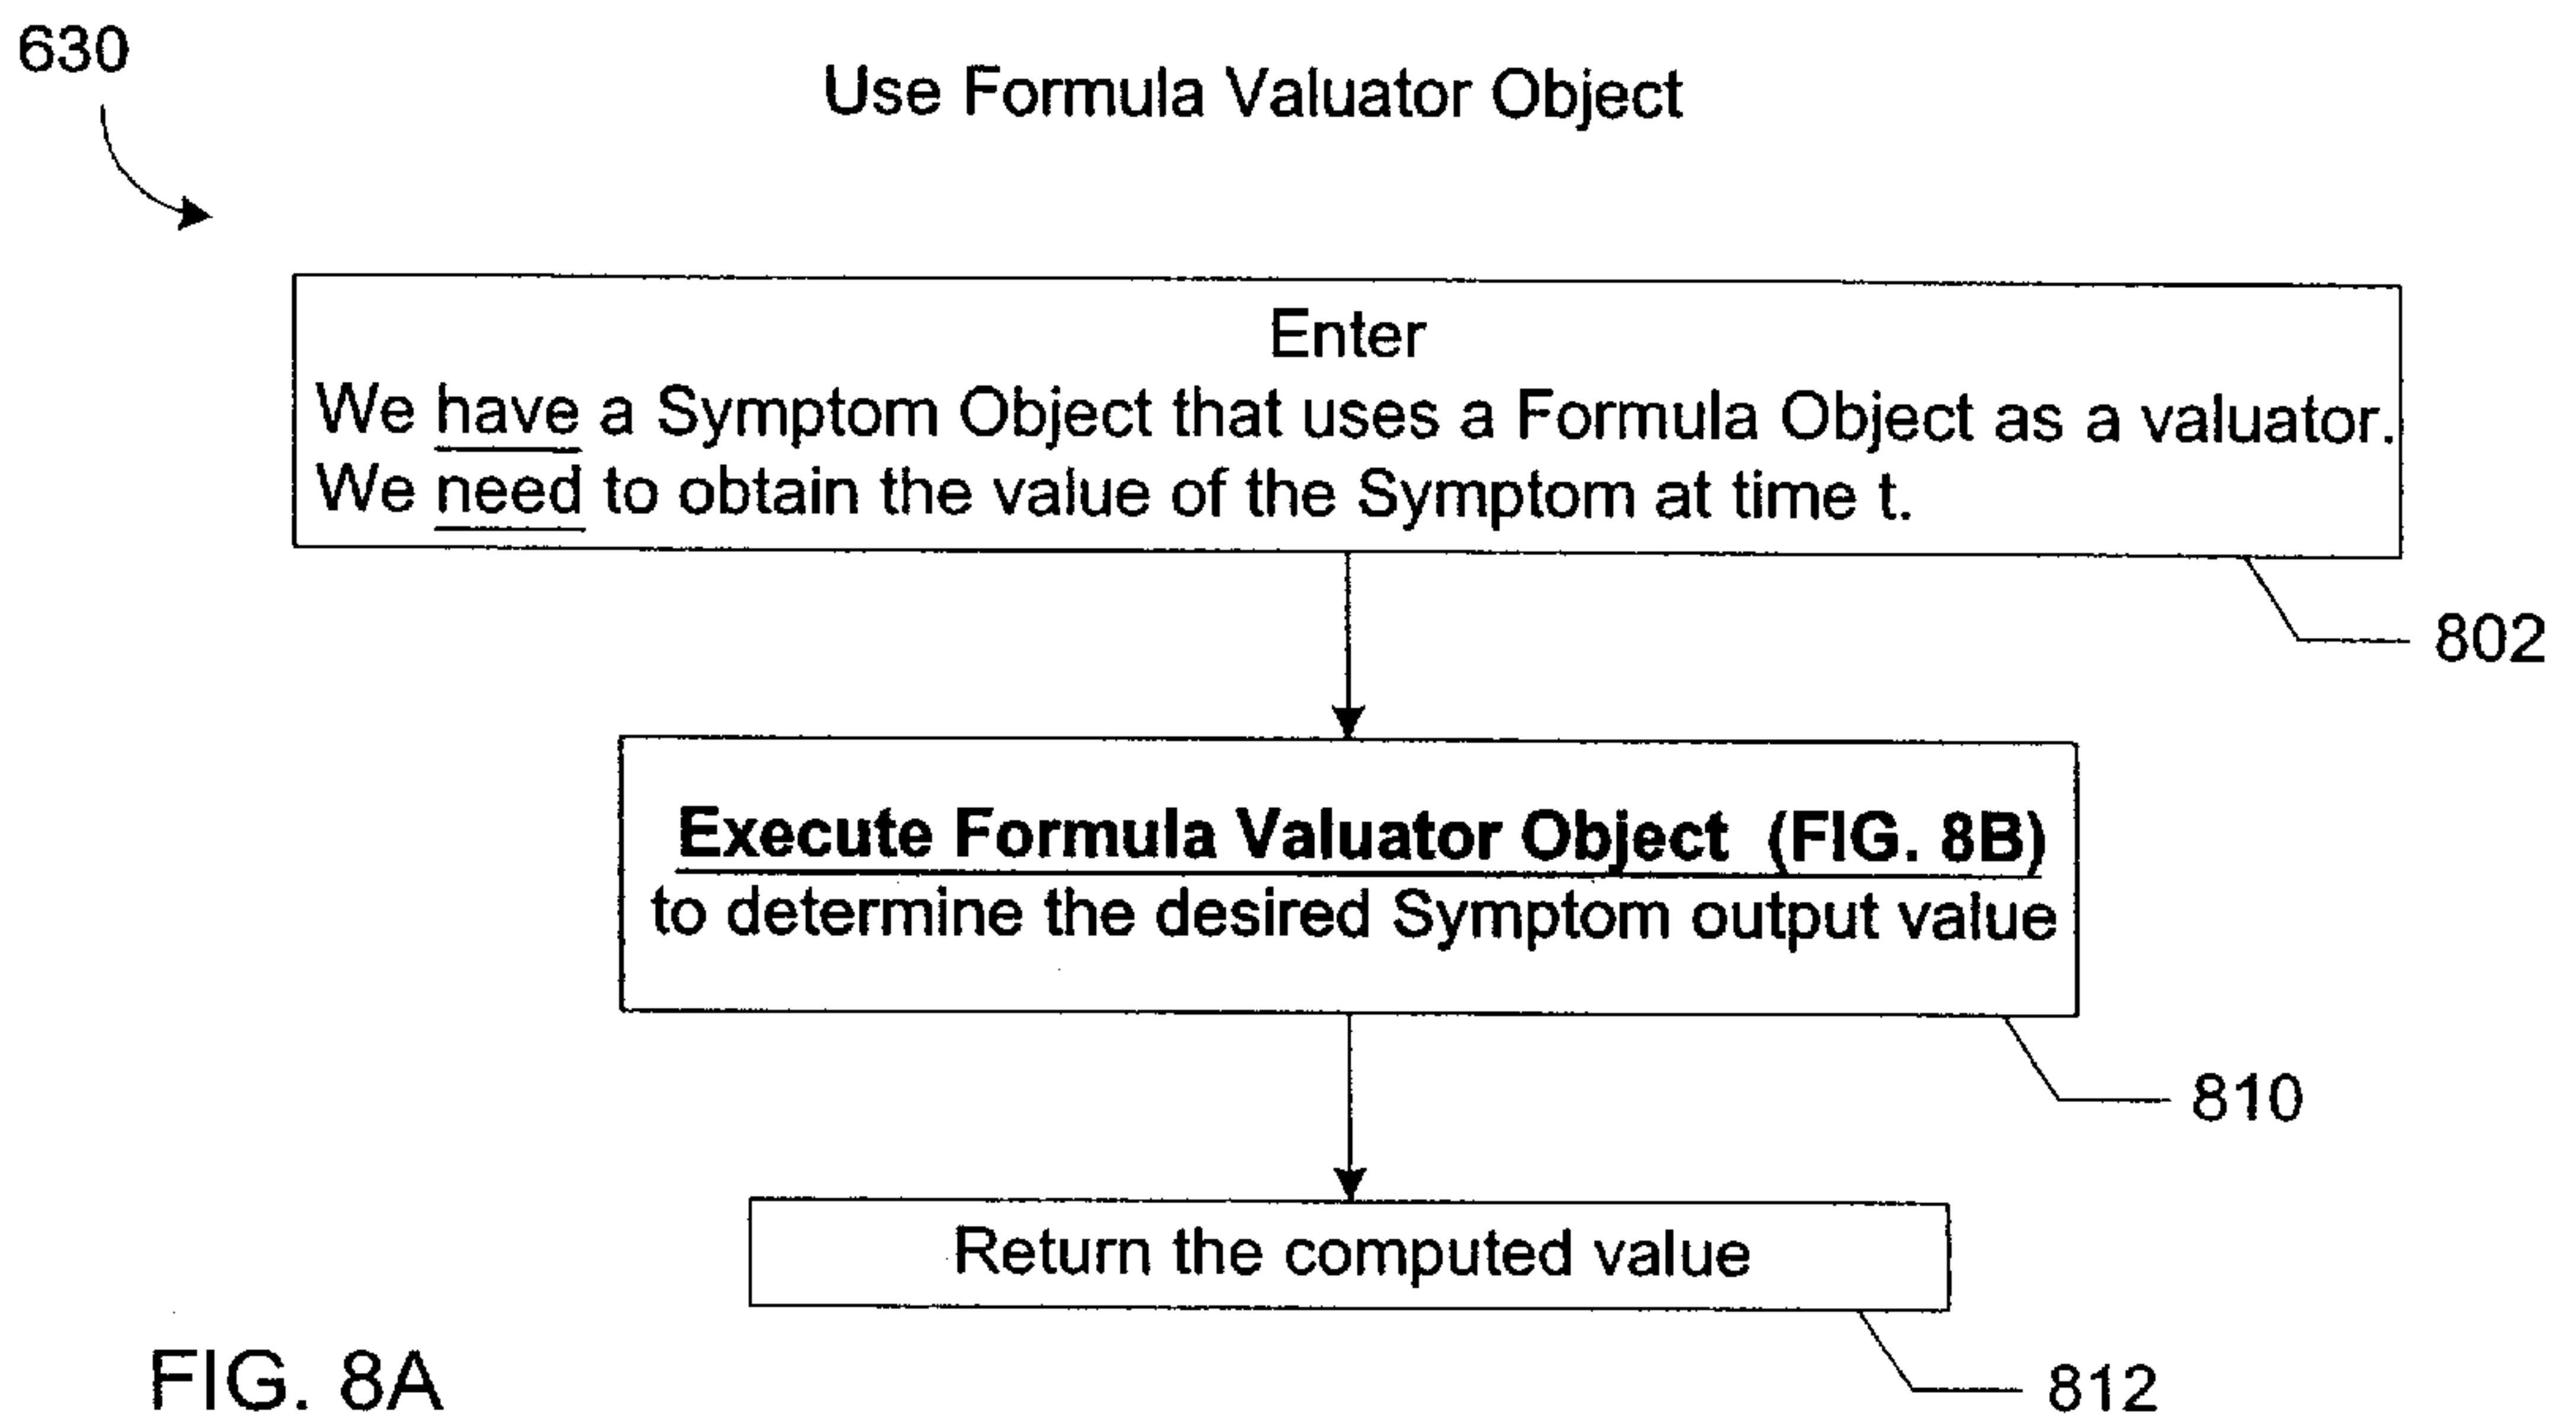 630
Use Formula Valuator Object
Enter
We have a Symptom Object that uses a Formula Object as a valuator.
We need to obtain the value of the Symptom at time t.
802
Execute Formula Valuator Object (FIG. 8B)
to determine the desired Symptom output value
810
Return the computed value
812
FIG. 8A